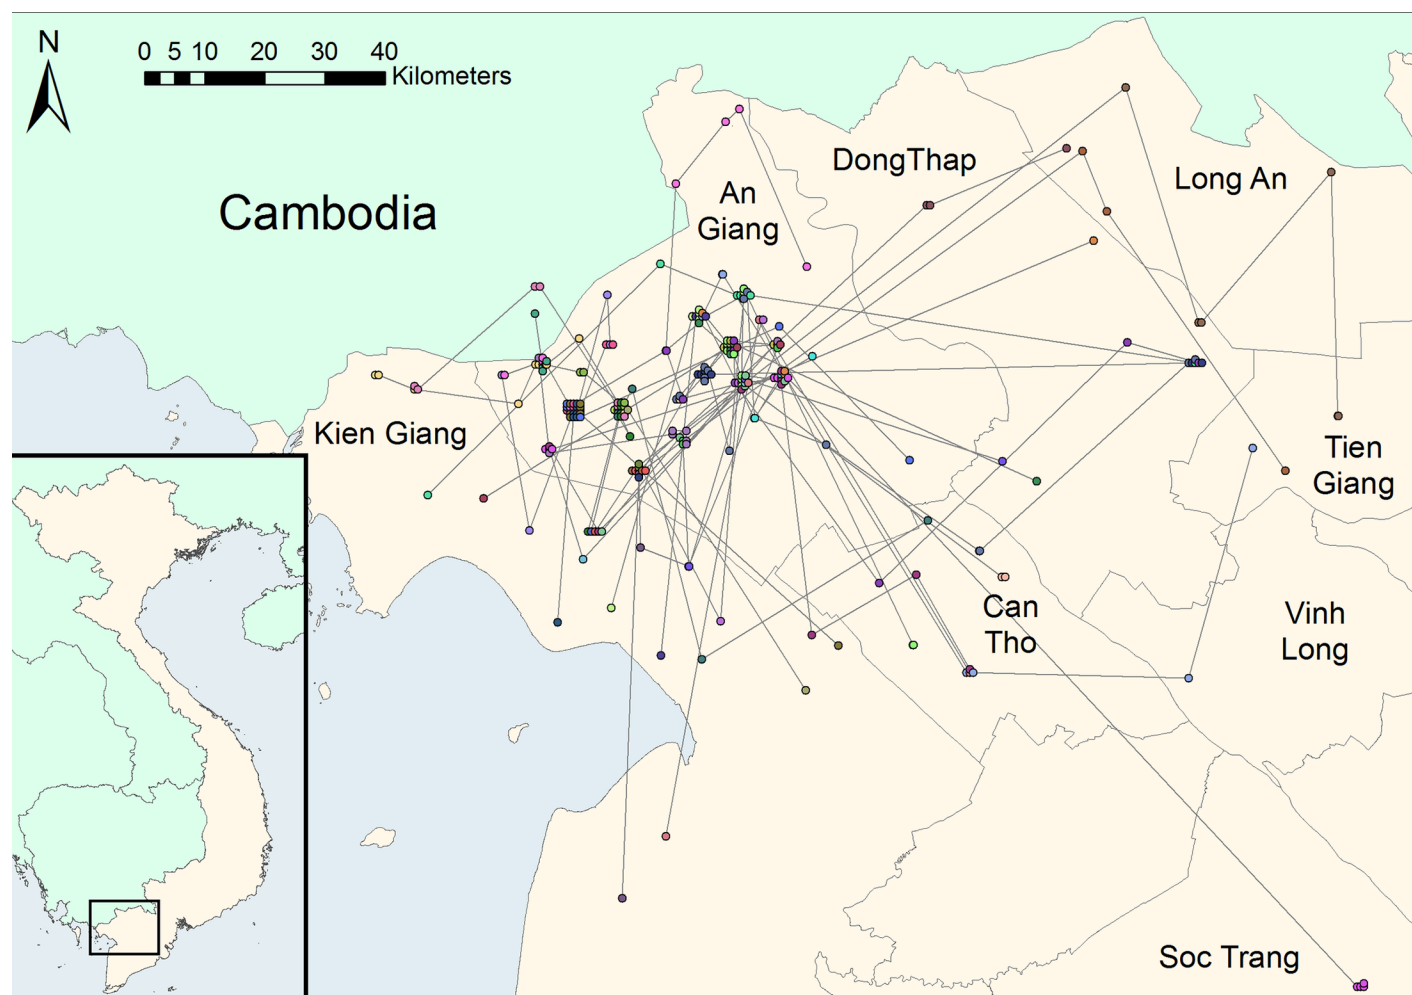 N
0 5 10 20 30 40
Kilometers
Cambodia
An
Giang
DongThap
Long An
Kien Giang
Tien
Giang
Can
Tho
Vinh
Long
Soc Trang